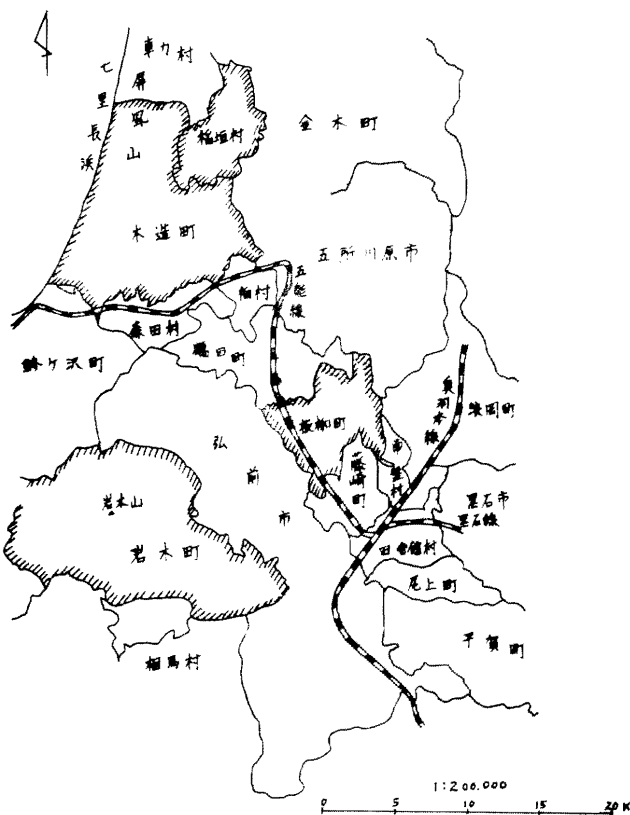 車力村
七里長浜
屏風山
稲垣村
金木町
木造町
五所川原市
五能線
柏村
森田村
鶴田町
鰺ヶ沢町
奥羽本線
浪岡町
板柳町
弘前市
藤崎町
常盤村
岩木山
黒石市
黒石線
岩木町
田舎館村
尾上町
平賀町
相馬村
1:200.000
0 5 10 15 20 K